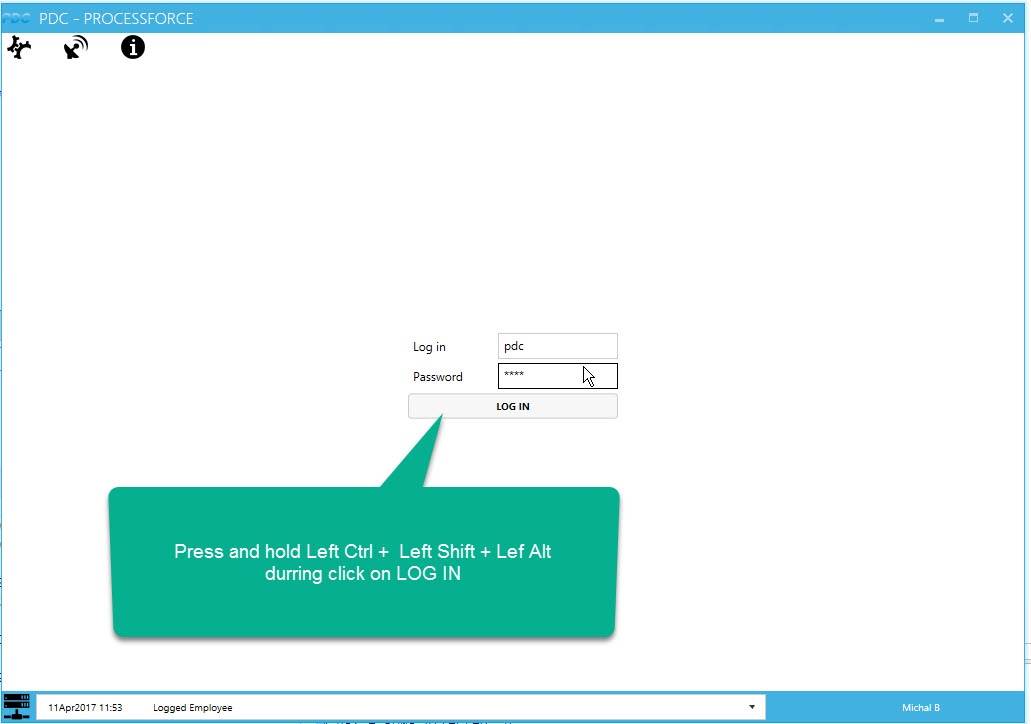 PDC PDC - PROCESSFORCE
Log in pdc
Password ****
LOG IN
Press and hold Left Ctrl + Left Shift + Lef Alt
durring click on LOG IN
11Apr2017 11:53 Logged Employee Michal B